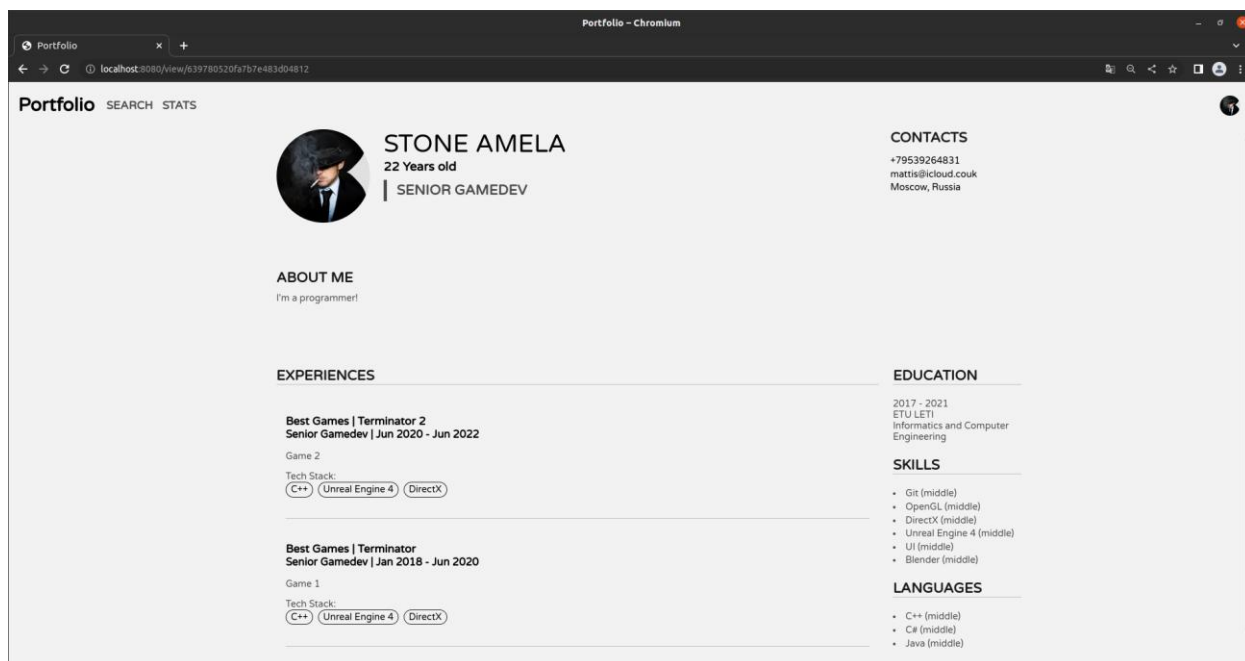 Portfolio – Chromium
Portfolio
localhost:8080/view/639780520fa7b7e483d04812
Portfolio SEARCH STATS
STONE AMELA
22 Years old
SENIOR GAMEDEV
CONTACTS
+79539264831
mattis@icloud.couk
Moscow, Russia
ABOUT ME
I'm a programmer!
EXPERIENCES
Best Games | Terminator 2
Senior Gamedev | Jun 2020 - Jun 2022
Game 2
Tech Stack:
C++ Unreal Engine 4 DirectX
Best Games | Terminator
Senior Gamedev | Jan 2018 - Jun 2020
Game 1
Tech Stack:
C++ Unreal Engine 4 DirectX
EDUCATION
2017 - 2021
ETU LETI
Informatics and Computer
Engineering
SKILLS
Git (middle)
OpenGL (middle)
DirectX (middle)
Unreal Engine 4 (middle)
UI (middle)
Blender (middle)
LANGUAGES
C++ (middle)
C# (middle)
Java (middle)